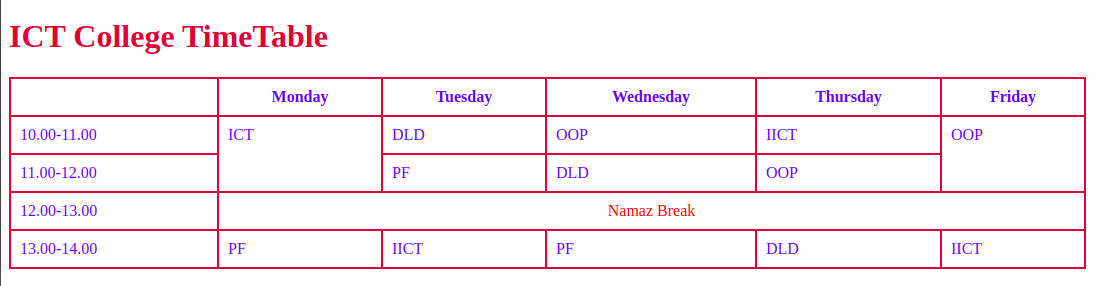 ICT College TimeTable
Monday Tuesday Wednesday Thursday Friday
10.00-11.00 ICT DLD OOP IICT OOP
11.00-12.00 PF DLD OOP
12.00-13.00 Namaz Break
13.00-14.00 PF IICT PF DLD IICT